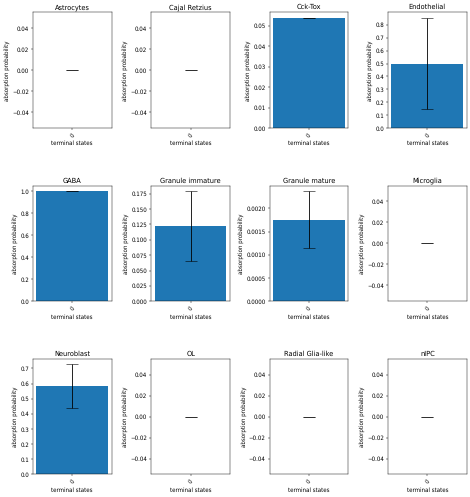 Astrocytes
absorption probability
0.04
0.02
0.00
−0.02
−0.04
0
terminal states
Cajal Retzius
absorption probability
0.04
0.02
0.00
−0.02
−0.04
0
terminal states
Cck-Tox
absorption probability
0.05
0.04
0.03
0.02
0.01
0.00
0
terminal states
Endothelial
absorption probability
0.8
0.7
0.6
0.5
0.4
0.3
0.2
0.1
0.0
0
terminal states
GABA
absorption probability
1.0
0.8
0.6
0.4
0.2
0.0
0
terminal states
Granule immature
absorption probability
0.175
0.150
0.125
0.100
0.075
0.050
0.025
0.000
0
terminal states
Granule mature
absorption probability
0.0020
0.0015
0.0010
0.0005
0.0000
0
terminal states
Microglia
absorption probability
0.04
0.02
0.00
−0.02
−0.04
0
terminal states
Neuroblast
absorption probability
0.7
0.6
0.5
0.4
0.3
0.2
0.1
0.0
0
terminal states
OL
absorption probability
0.04
0.02
0.00
−0.02
−0.04
0
terminal states
Radial Glia-like
absorption probability
0.04
0.02
0.00
−0.02
−0.04
0
terminal states
nIPC
absorption probability
0.04
0.02
0.00
−0.02
−0.04
0
terminal states